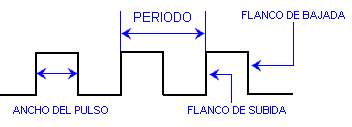 FLANCO DE BAJADA
PERIODO
ANCHO DEL PULSO
FLANCO DE SUBIDA